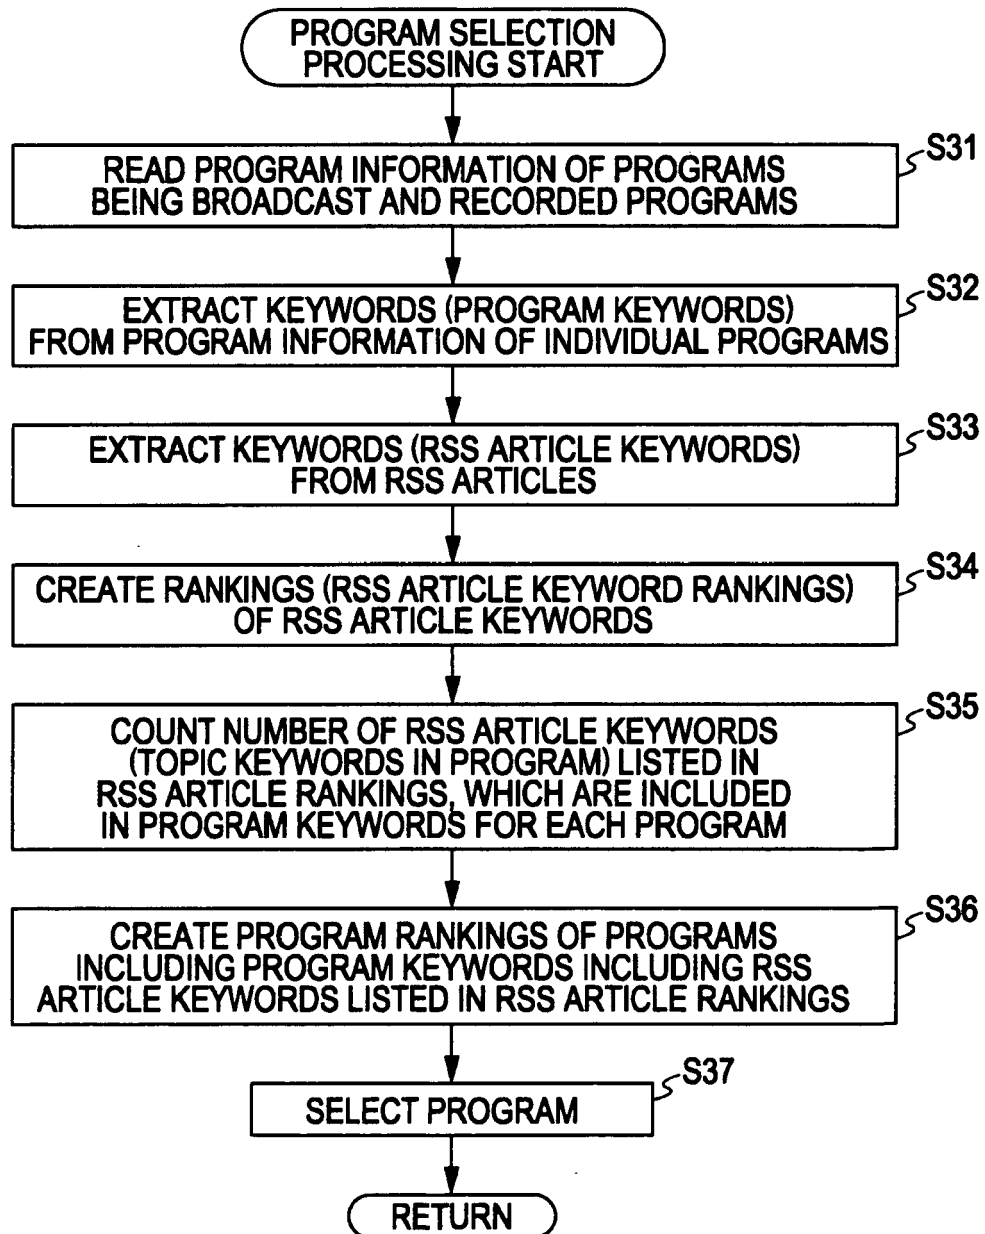 PROGRAM SELECTION
PROCESSING START
S31
READ PROGRAM INFORMATION OF PROGRAMS
BEING BROADCAST AND RECORDED PROGRAMS
S32
EXTRACT KEYWORDS (PROGRAM KEYWORDS)
FROM PROGRAM INFORMATION OF INDIVIDUAL PROGRAMS
S33
EXTRACT KEYWORDS (RSS ARTICLE KEYWORDS)
FROM RSS ARTICLES
S34
CREATE RANKINGS (RSS ARTICLE KEYWORD RANKINGS)
OF RSS ARTICLE KEYWORDS
S35
COUNT NUMBER OF RSS ARTICLE KEYWORDS
(TOPIC KEYWORDS IN PROGRAM) LISTED IN
RSS ARTICLE RANKINGS, WHICH ARE INCLUDED
IN PROGRAM KEYWORDS FOR EACH PROGRAM
S36
CREATE PROGRAM RANKINGS OF PROGRAMS
INCLUDING PROGRAM KEYWORDS INCLUDING RSS
ARTICLE KEYWORDS LISTED IN RSS ARTICLE RANKINGS
S37
SELECT PROGRAM
RETURN